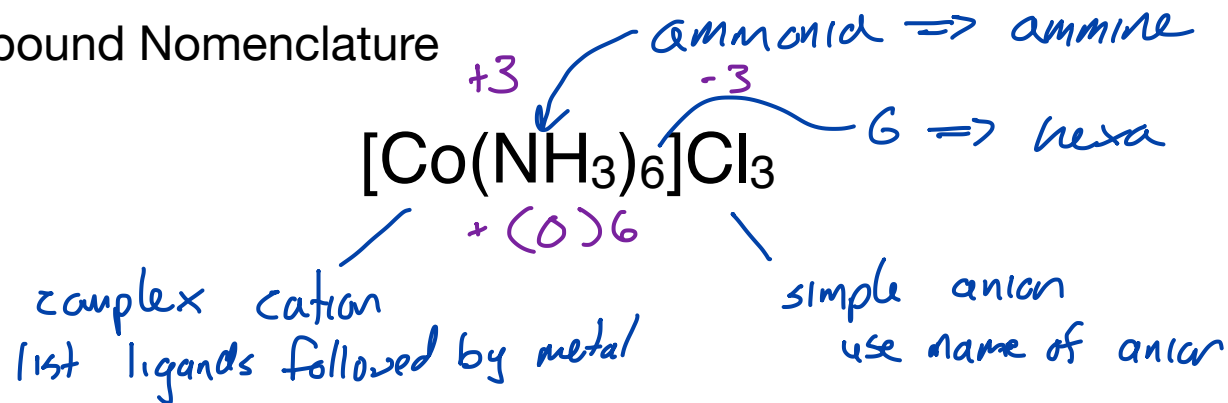 pound Nomenclature
ammonia => ammine
+3 -3
6 => hexa
[Co(NH₃)₆]Cl₃
+ (0)6
complex cation
list ligands followed by metal
simple anion
use name of anion